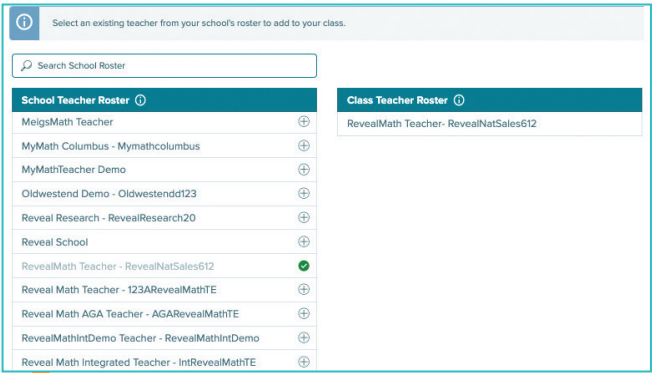 Select an existing teacher from your school's roster to add to your class.
Search School Roster
School Teacher Roster
MeigsMath Teacher
MyMath Columbus - Mymathcolumbus
MyMathTeacher Demo
Oldwestend Demo - Oldwestendd123
Reveal Research - RevealResearch20
Reveal School
RevealMath Teacher - RevealNatSales612
Reveal Math Teacher - 123ARevealMathTE
Reveal Math AGA Teacher - AGARevealMathTE
RevealMathIntDemo Teacher - RevealMathIntDemo
Reveal Math Integrated Teacher - IntRevealMathTE
Class Teacher Roster
RevealMath Teacher- RevealNatSales612